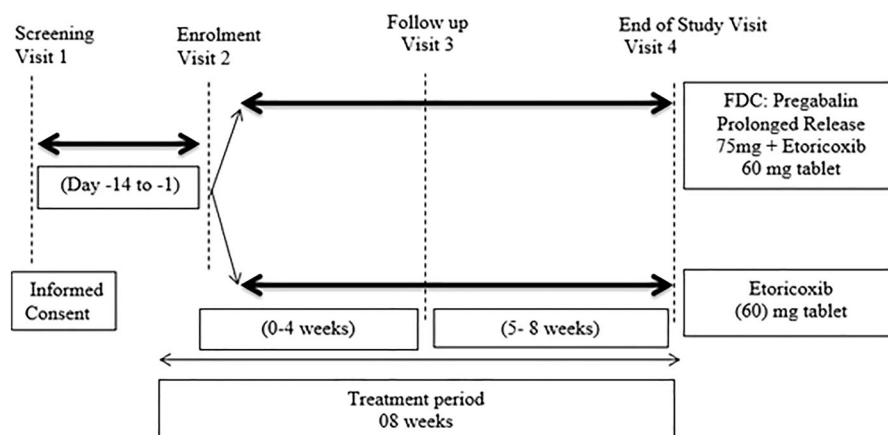 Screening
Visit 1
Enrolment
Visit 2
Follow up
Visit 3
End of Study Visit
Visit 4
(Day -14 to -1)
FDC: Pregabalin
Prolonged Release
75mg + Etoricoxib
60 mg tablet
Informed
Consent
(0-4 weeks)
(5- 8 weeks)
Etoricoxib
(60) mg tablet
Treatment period
08 weeks